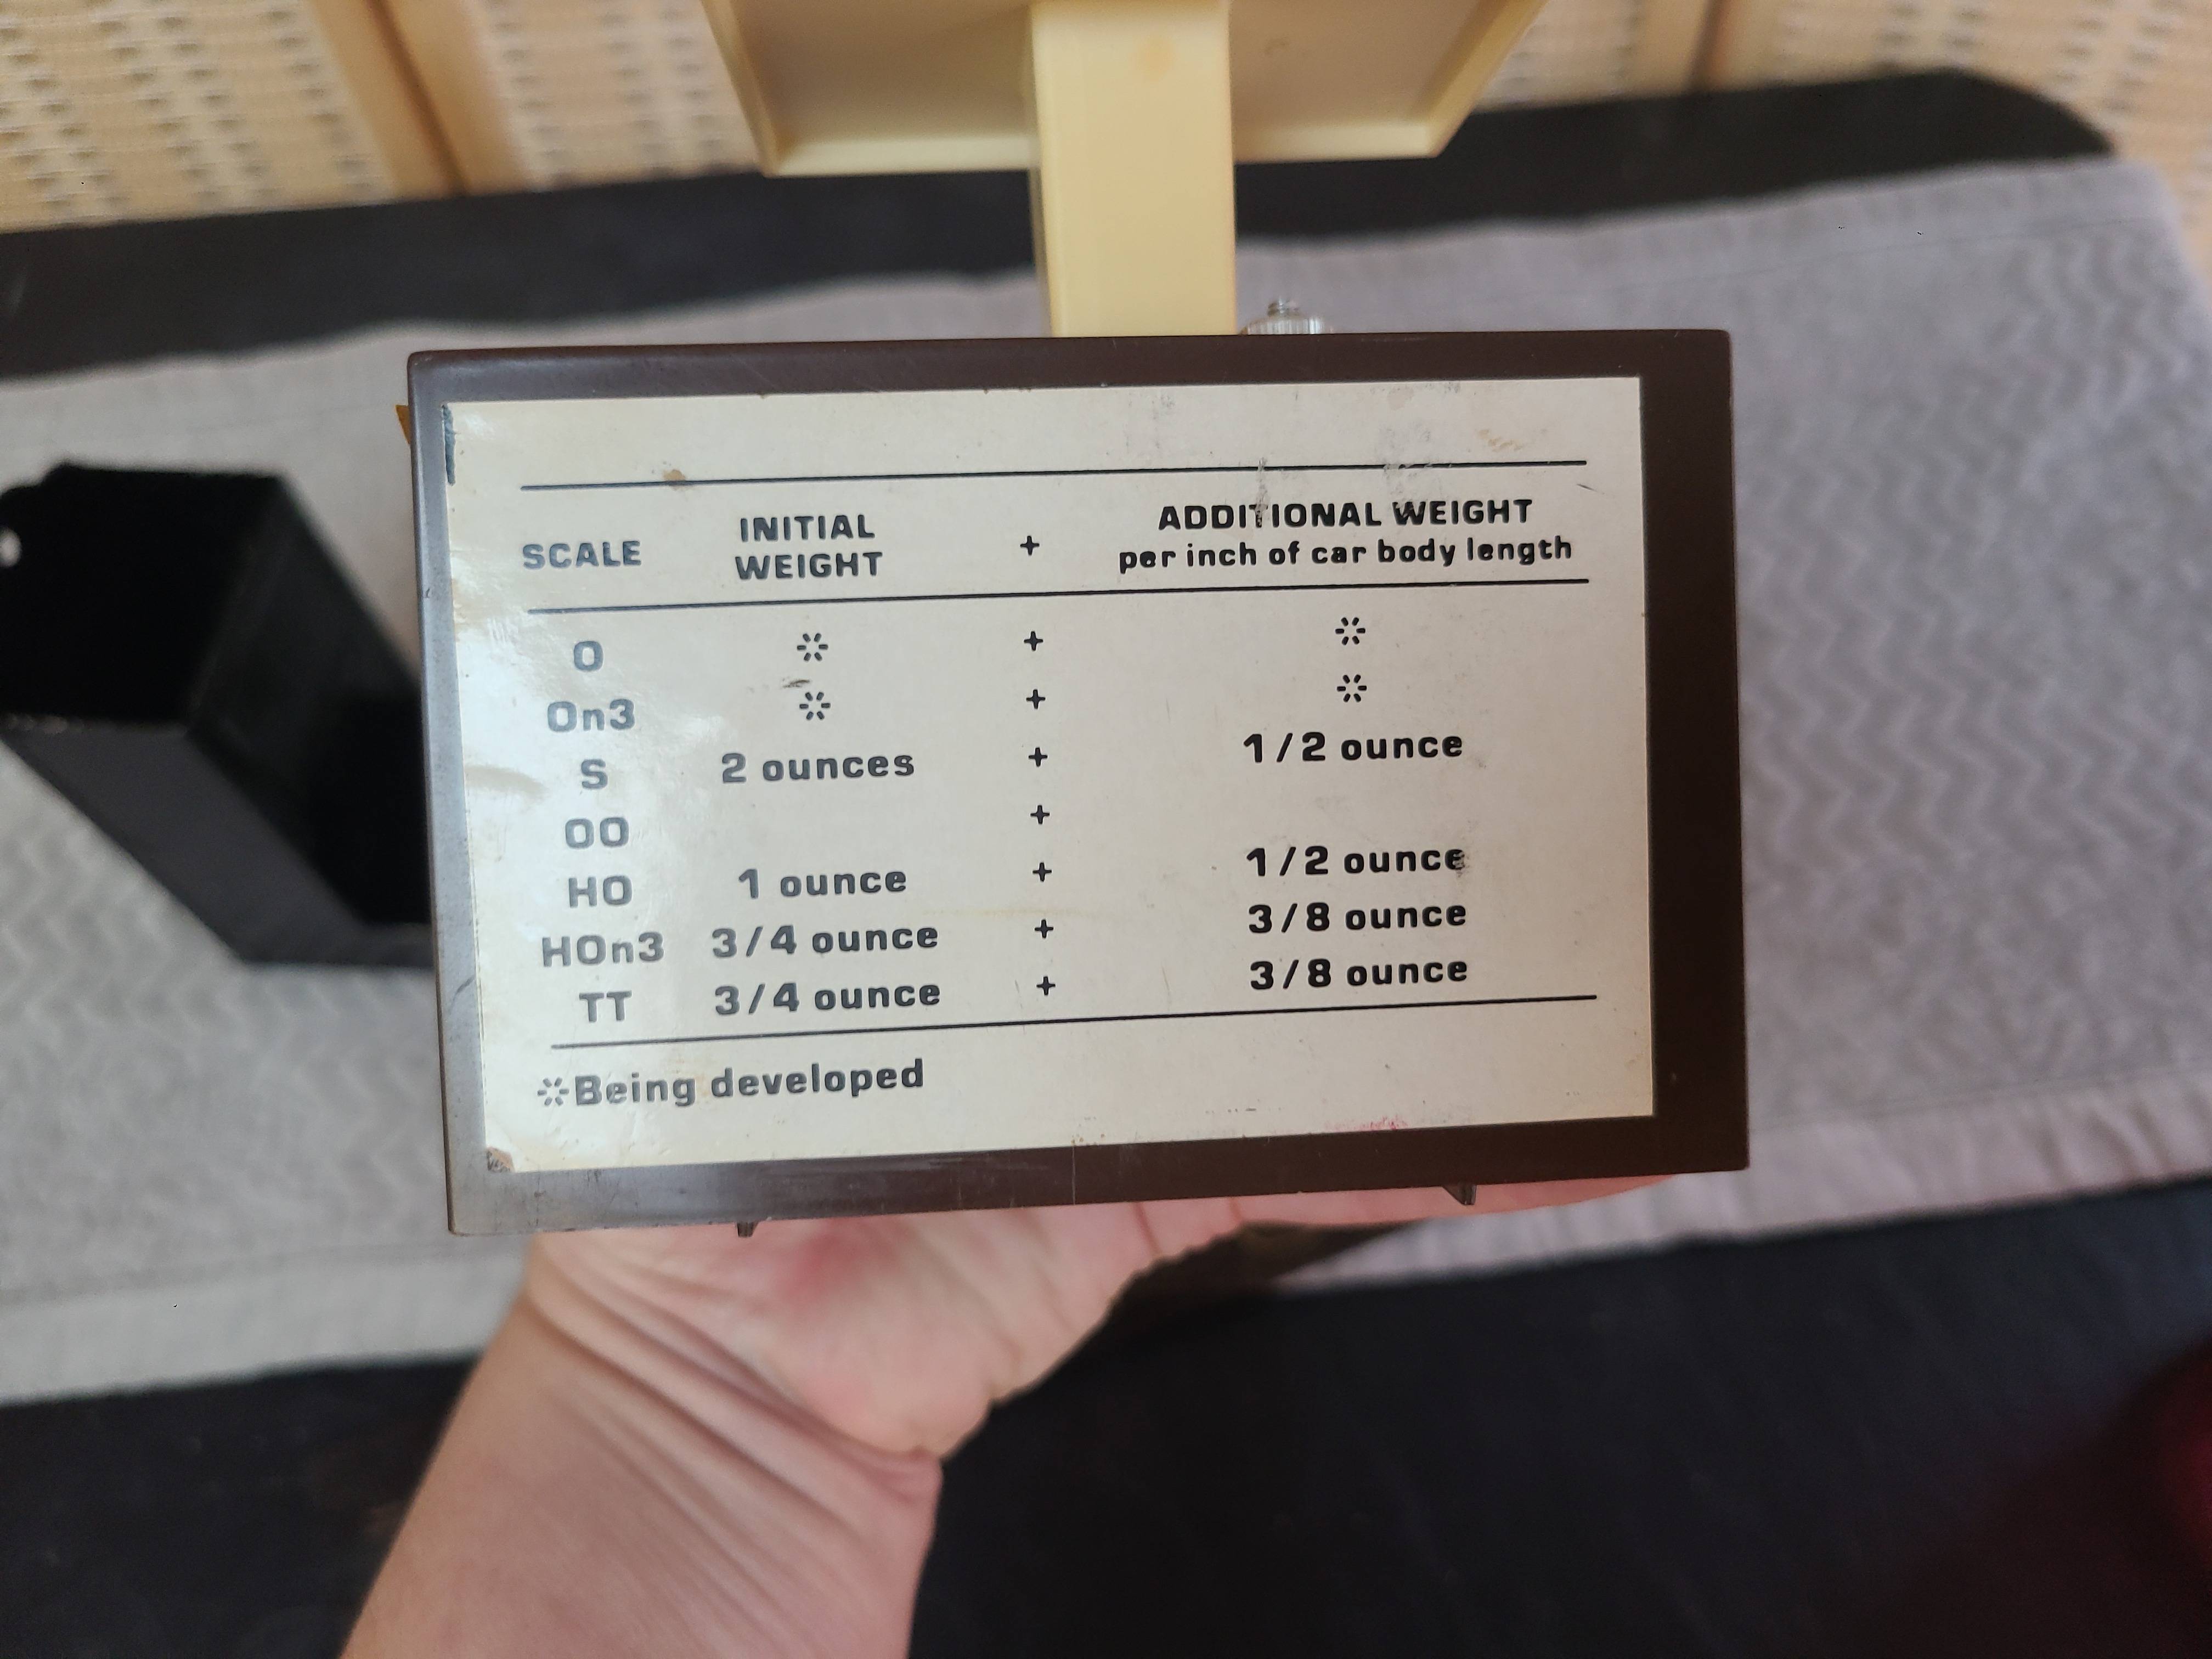 SCALE INITIAL WEIGHT + ADDITIONAL WEIGHT per inch of car body length
O ※ + ※
On3 ※ + ※
S 2 ounces + 1/2 ounce
OO +
HO 1 ounce + 1/2 ounce
HOn3 3/4 ounce + 3/8 ounce
TT 3/4 ounce + 3/8 ounce
※Being developed